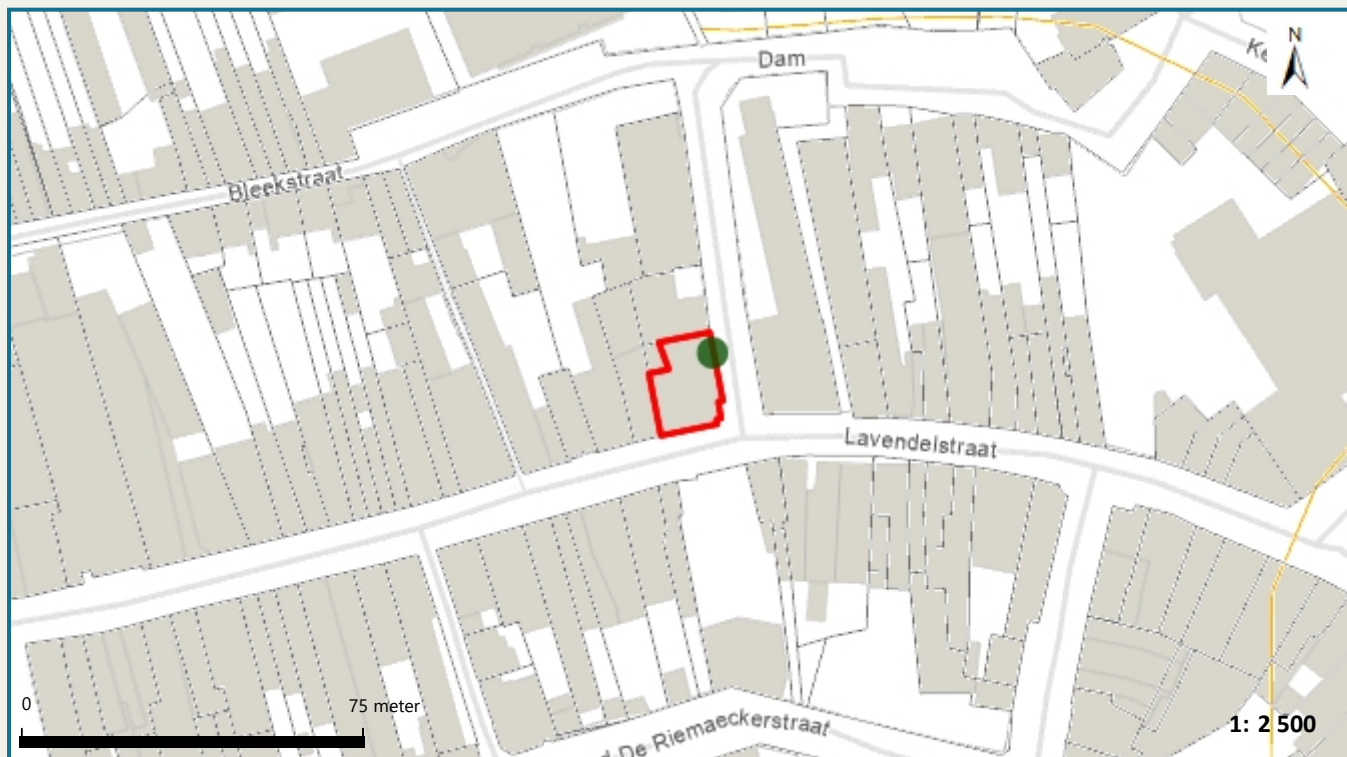 Dam
N
Bleekstraat
Lavendelstraat
De Riemaeckerstraat
0
75 meter
1: 2 500